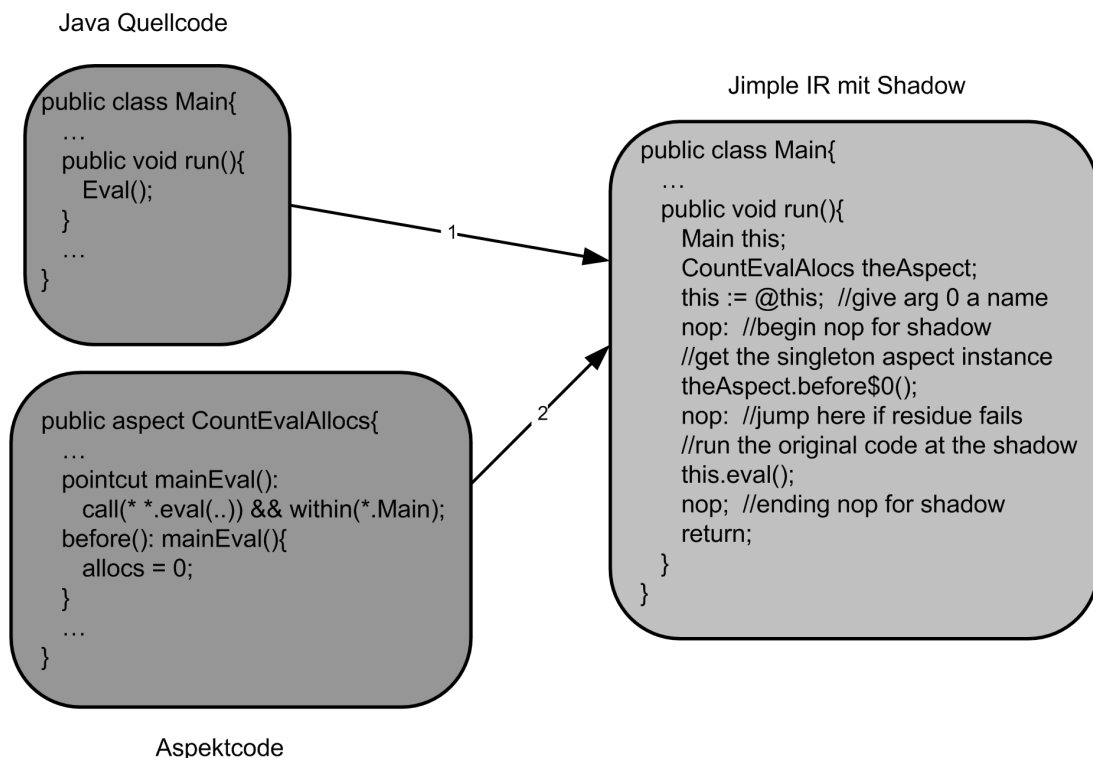 Java Quellcode
public class Main{
…
public void run(){
Eval();
}
…
}
1
Aspektcode
public aspect CountEvalAllocs{
…
pointcut mainEval():
call(* *.eval(..)) && within(*.Main);
before(): mainEval(){
allocs = 0;
}
…
}
2
Jimple IR mit Shadow
public class Main{
…
public void run(){
Main this;
CountEvalAlocs theAspect;
this := @this;  //give arg 0 a name
nop:  //begin nop for shadow
//get the singleton aspect instance
theAspect.before$0();
nop:  //jump here if residue fails
//run the original code at the shadow
this.eval();
nop;  //ending nop for shadow
return;
}
}